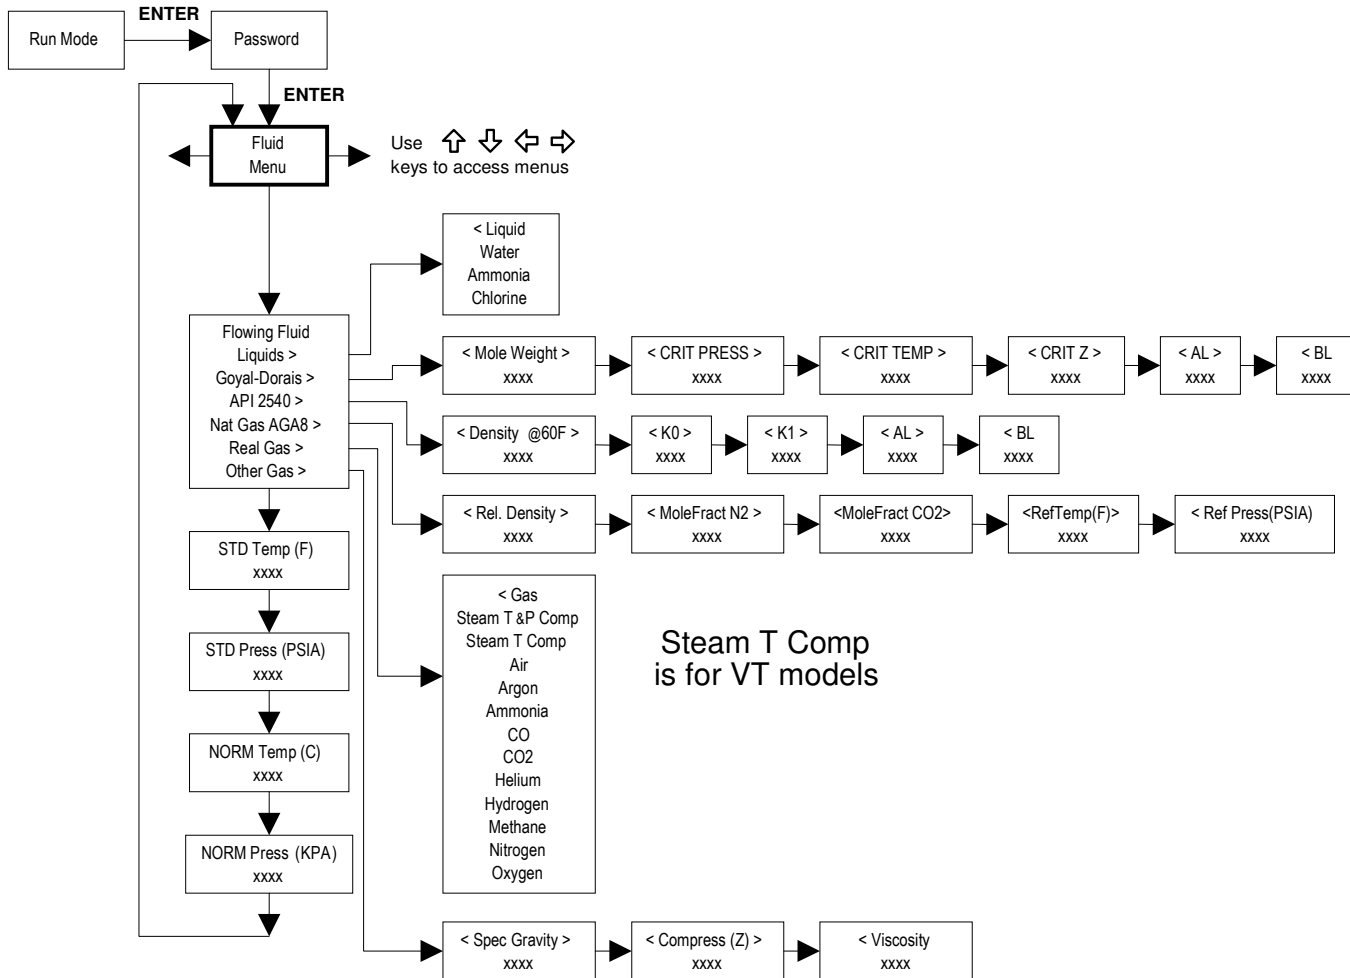 ENTER
Run Mode
Password
ENTER
Fluid
Menu
Use
keys to access menus
< Liquid
Water
Ammonia
Chlorine
Flowing Fluid
Liquids >
Goyal-Dorais >
API 2540 >
Nat Gas AGA8 >
Real Gas >
Other Gas >
< Mole Weight >
xxxx
< CRIT PRESS >
xxxx
< CRIT TEMP >
xxxx
< CRIT Z >
xxxx
< AL >
xxxx
< BL
xxxx
< Density @60F >
xxxx
< K0 >
xxxx
< K1 >
xxxx
< AL >
xxxx
< BL
xxxx
< Rel. Density >
xxxx
< MoleFract N2 >
xxxx
<MoleFract CO2>
xxxx
<RefTemp(F)>
xxxx
< Ref Press(PSIA)
xxxx
STD Temp (F)
xxxx
STD Press (PSIA)
xxxx
NORM Temp (C)
xxxx
NORM Press (KPA)
xxxx
< Gas
Steam T &P Comp
Steam T Comp
Air
Argon
Ammonia
CO
CO2
Helium
Hydrogen
Methane
Nitrogen
Oxygen
Steam T Comp
is for VT models
< Spec Gravity >
xxxx
< Compress (Z) >
xxxx
< Viscosity
xxxx